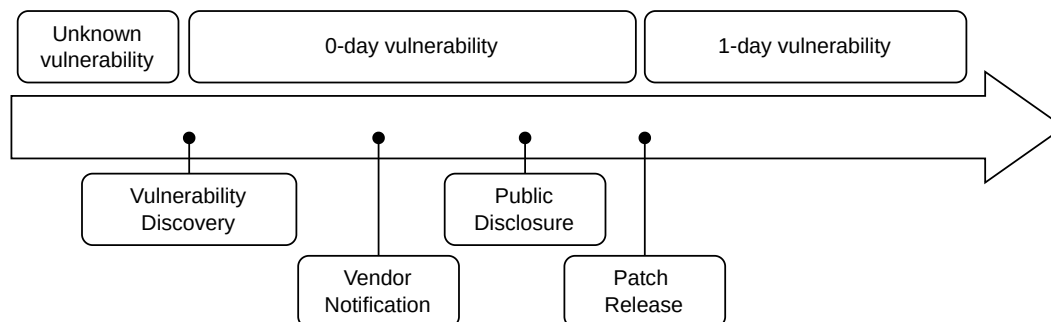 Unknown
vulnerability
0-day vulnerability
1-day vulnerability
Vulnerability
Discovery
Vendor
Notification
Public
Disclosure
Patch
Release